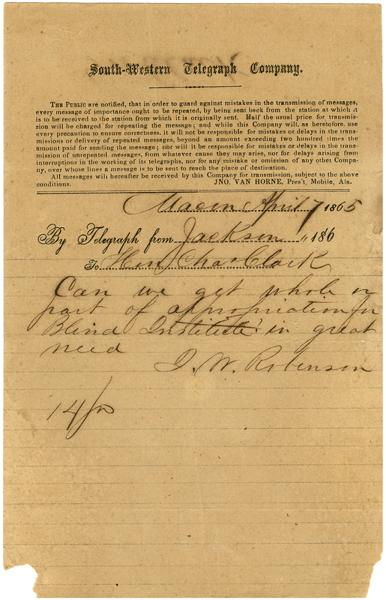 South-Western Telegraph Company.
THE PUBLIC are notified, that in order to guard against mistakes in the transmission of messages,
every message of importance ought to be repeated, by being sent back from the station at which it
is to be received to the station from which it is originally sent. Half the usual price for transmis-
sion will be charged for repeating the message; and while this Company will, as heretofore, use
every precaution to ensure correctness, it will not be responsible for mistakes or delays in the trans-
missions or delivery of repeated messages, beyond an amount exceeding two hundred times the
amount paid for sending the message; nor will it be responsible for mistakes or delays in the trans-
mission of unrepeated messages, from whatever cause they may arise, nor for delays arising from
interruptions in the working of its telegraphs, nor for any mistake or omission of any other Company,
over whose lines a message is to be sent to reach the place of destination.
All messages will hereafter be received by this Company for transmission, subject to the above
conditions. JNO. VAN HORNE, Pres't, Mobile, Ala.
Macon April 7 1865
By Telegraph from Jackson 186
To Hon Chas Clark
Can we get whole or
part of appropriation for
Blind Institute in great
need
J. W. Robinson